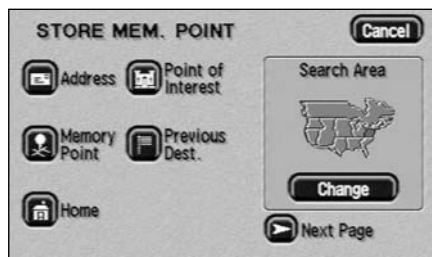 STORE MEM. POINT
Cancel
Address
Point of
Interest
Search Area
Memory
Point
Previous
Dest.
Change
Home
Next Page